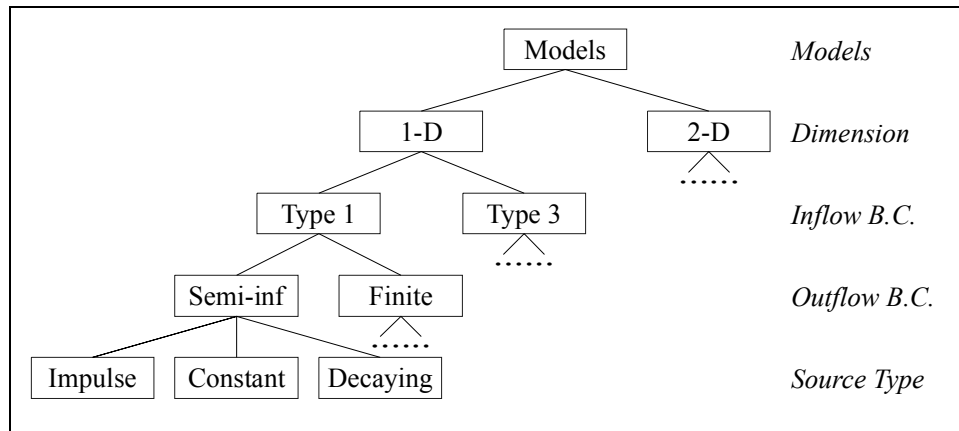 Models Models
1-D 2-D Dimension
......
Type 1 Type 3 Inflow B.C.
......
Semi-inf Finite Outflow B.C.
......
Impulse Constant Decaying Source Type